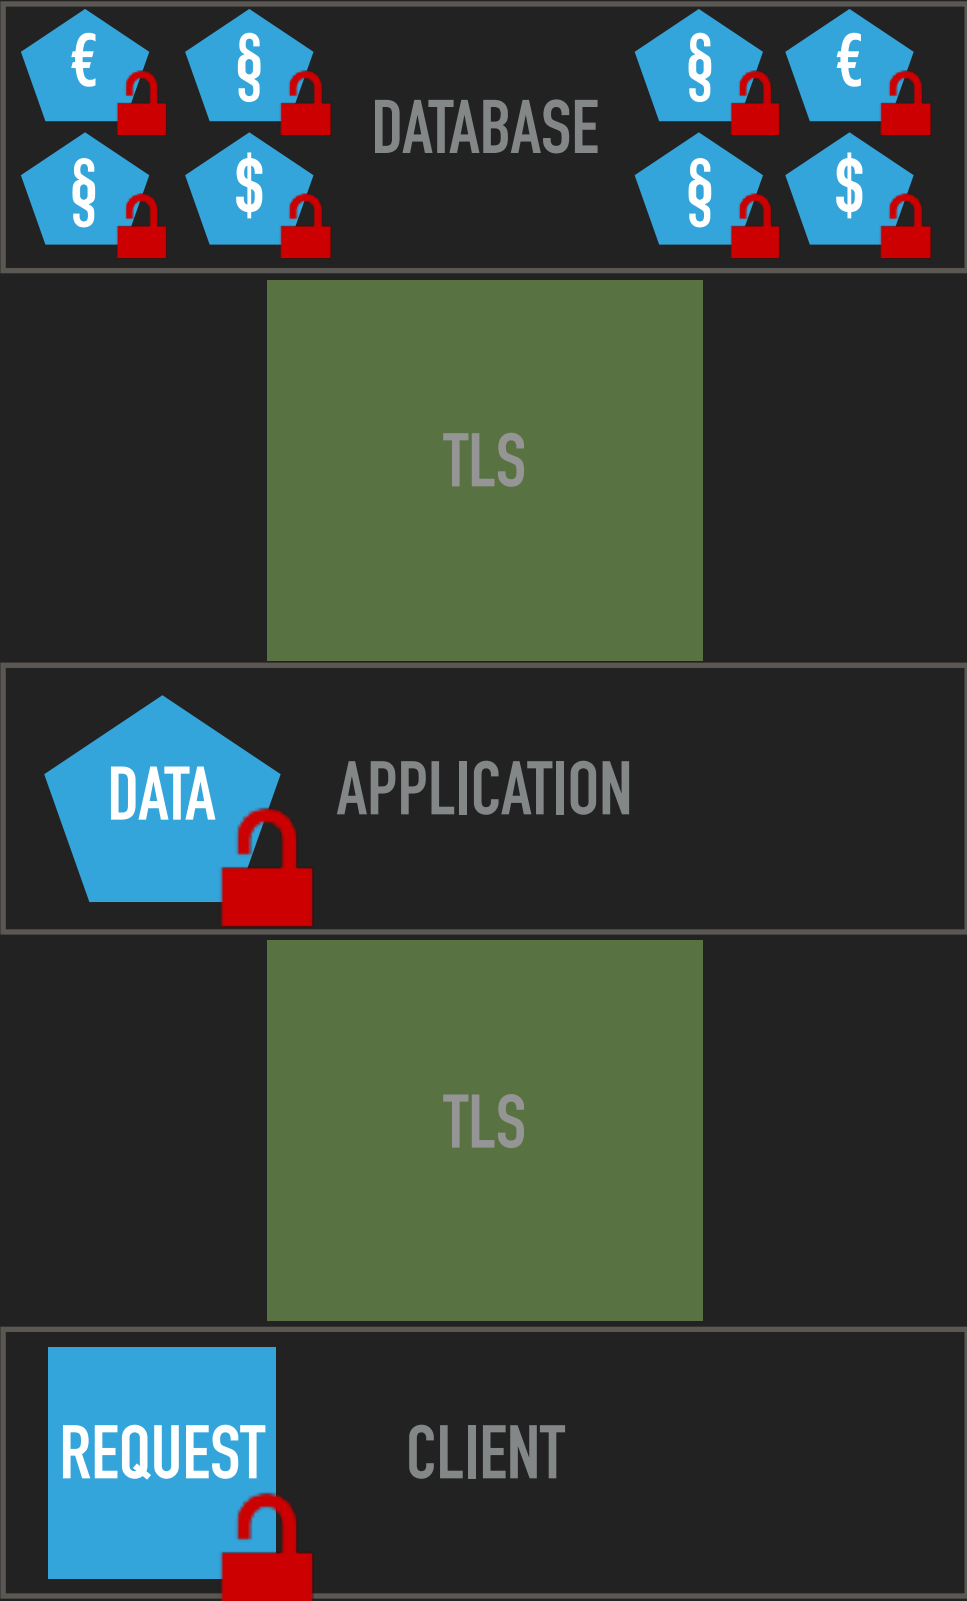 € § § €
DATABASE
§ $ § $
TLS
DATA
APPLICATION
TLS
REQUEST
CLIENT